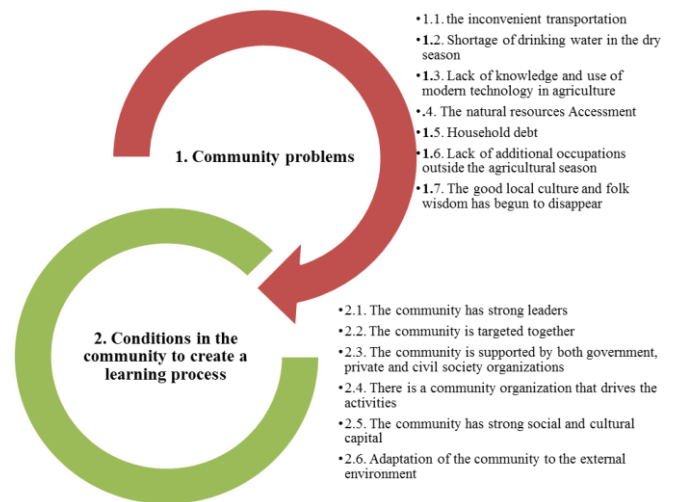 1. Community problems
•1.1. the inconvenient transportation
•1.2. Shortage of drinking water in the dry
season
•1.3. Lack of knowledge and use of
modern technology in agriculture
•.4. The natural resources Accessment
•1.5. Household debt
•1.6. Lack of additional occupations
outside the agricultural season
•1.7. The good local culture and folk
wisdom has begun to disappear
2. Conditions in the
community to create a
learning process
•2.1. The community has strong leaders
•2.2. The community is targeted together
•2.3. The community is supported by both government,
private and civil society organizations
•2.4. There is a community organization that drives the
activities
•2.5. The community has strong social and cultural
capital
•2.6. Adaptation of the community to the external
environment